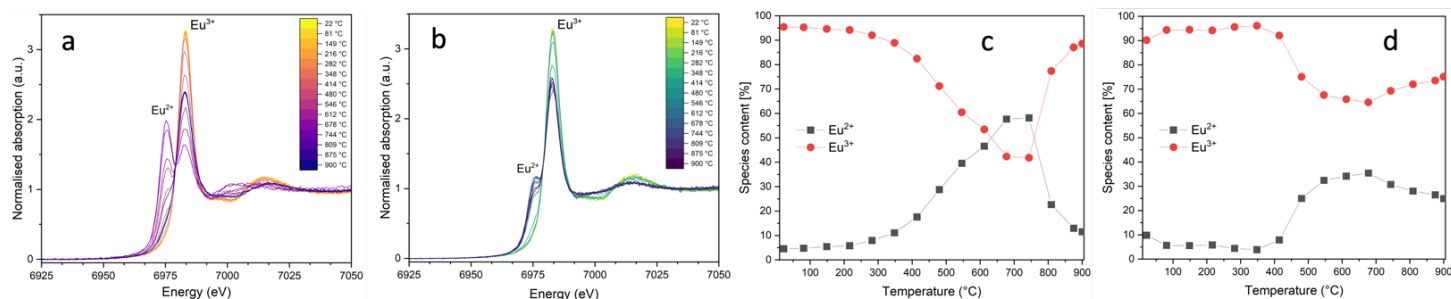 a
Eu³⁺
Eu²⁺
22 °C
81 °C
149 °C
216 °C
282 °C
348 °C
414 °C
480 °C
546 °C
612 °C
678 °C
744 °C
809 °C
875 °C
900 °C
Normalised absorption (a.u.)
3
2
1
0
6925 6950 6975 7000 7025 7050
Energy (eV)
b
Eu³⁺
Eu²⁺
22 °C
81 °C
149 °C
216 °C
282 °C
348 °C
414 °C
480 °C
546 °C
612 °C
678 °C
744 °C
809 °C
875 °C
900 °C
Normalised absorption (a.u.)
3
2
1
0
6925 6950 6975 7000 7025 7050
Energy (eV)
c
Species content [%]
100
90
80
70
60
50
40
30
20
10
0
Eu²⁺
Eu³⁺
100 200 300 400 500 600 700 800 900
Temperature (°C)
d
Species content [%]
100
90
80
70
60
50
40
30
20
10
0
Eu²⁺
Eu³⁺
100 200 300 400 500 600 700 800 900
Temperature (°C)